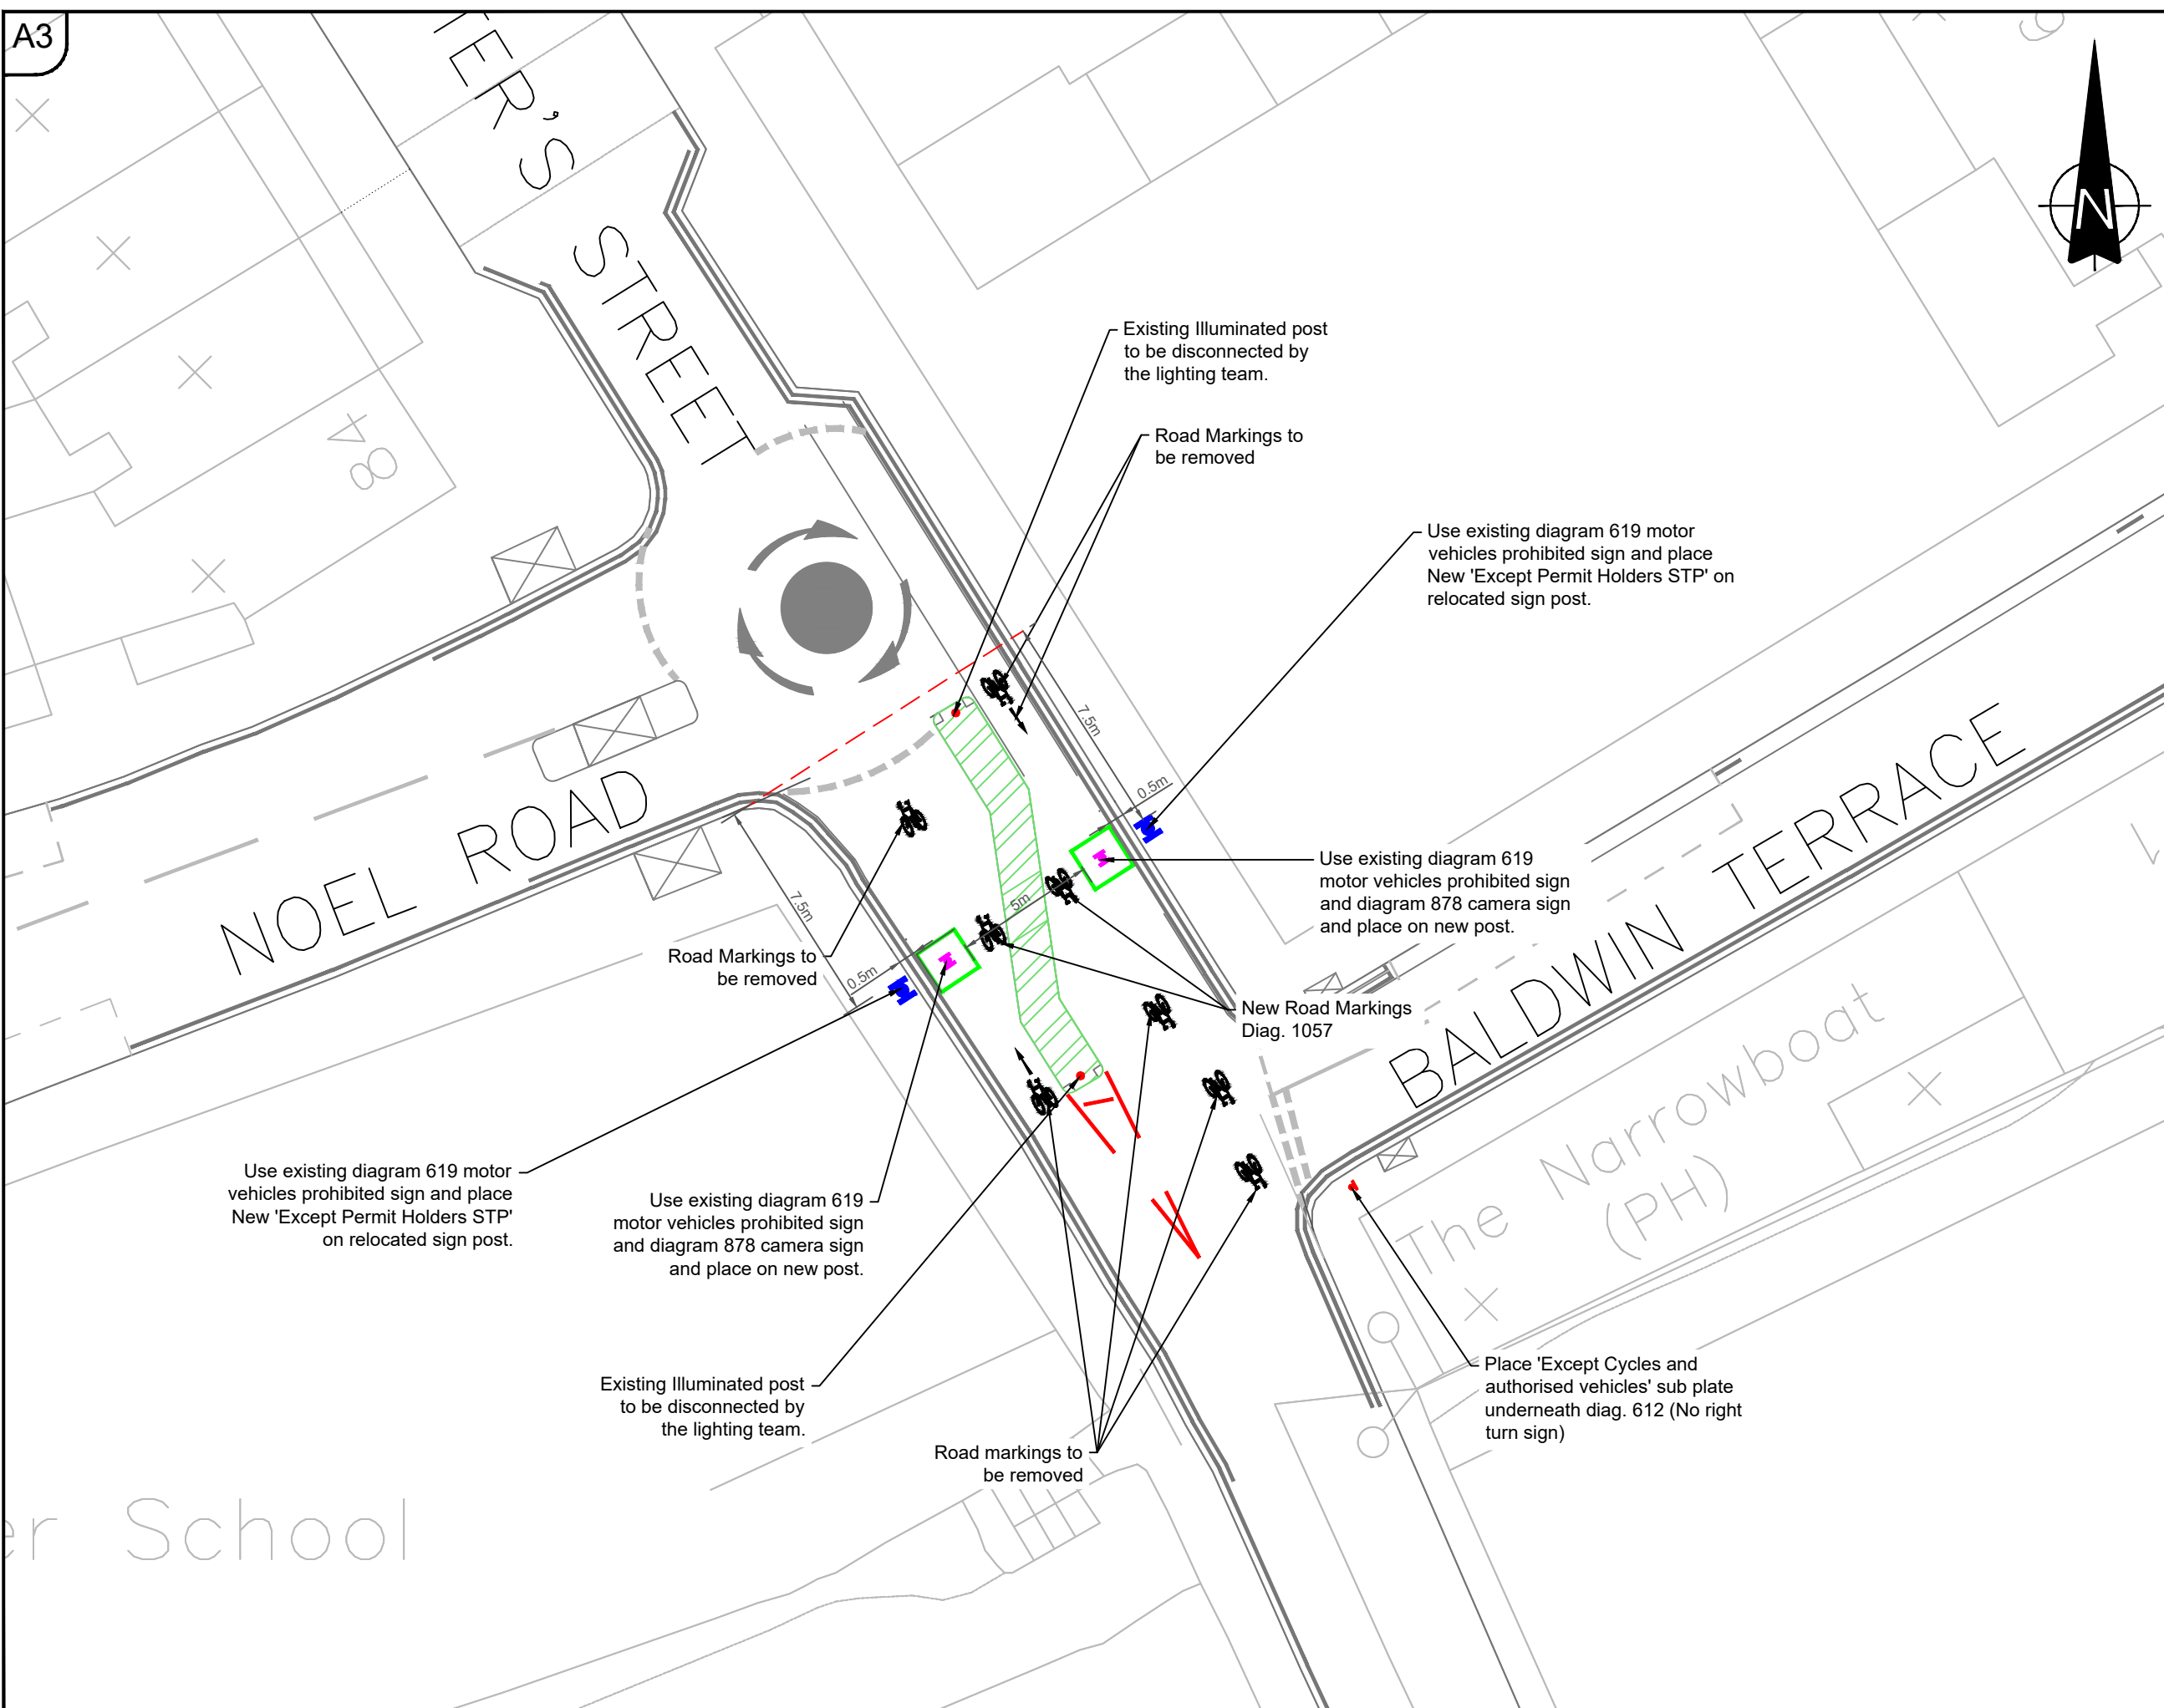 A3
ER'S
STREET
N
84
Existing Illuminated post
to be disconnected by
the lighting team.
Road Markings to
be removed
Use existing diagram 619 motor
vehicles prohibited sign and place
New 'Except Permit Holders STP' on
relocated sign post.
7.5m
0.5m
NOEL ROAD
Use existing diagram 619
motor vehicles prohibited sign
and diagram 878 camera sign
and place on new post.
BALDWIN TERRACE
5m
7.5m
Road Markings to
be removed
0.5m
New Road Markings
Diag. 1057
The Narrowboat
(PH)
Use existing diagram 619 motor
vehicles prohibited sign and place
New 'Except Permit Holders STP'
on relocated sign post.
Use existing diagram 619
motor vehicles prohibited sign
and diagram 878 camera sign
and place on new post.
Existing Illuminated post
to be disconnected by
the lighting team.
Place 'Except Cycles and
authorised vehicles' sub plate
underneath diag. 612 (No right
turn sign)
Road markings to
be removed
er School